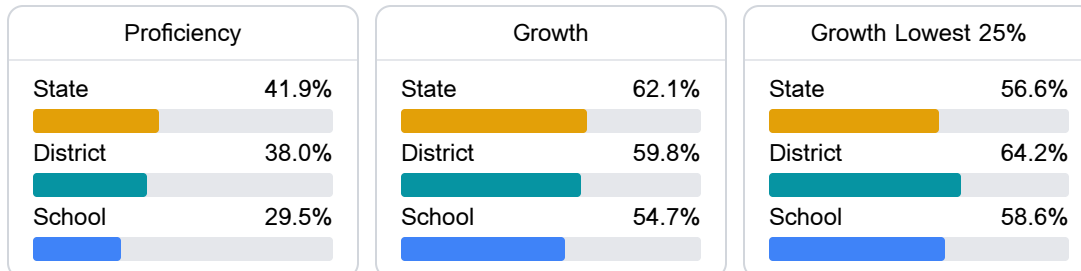 Proficiency
State 41.9%
District 38.0%
School 29.5%
Growth
State 62.1%
District 59.8%
School 54.7%
Growth Lowest 25%
State 56.6%
District 64.2%
School 58.6%